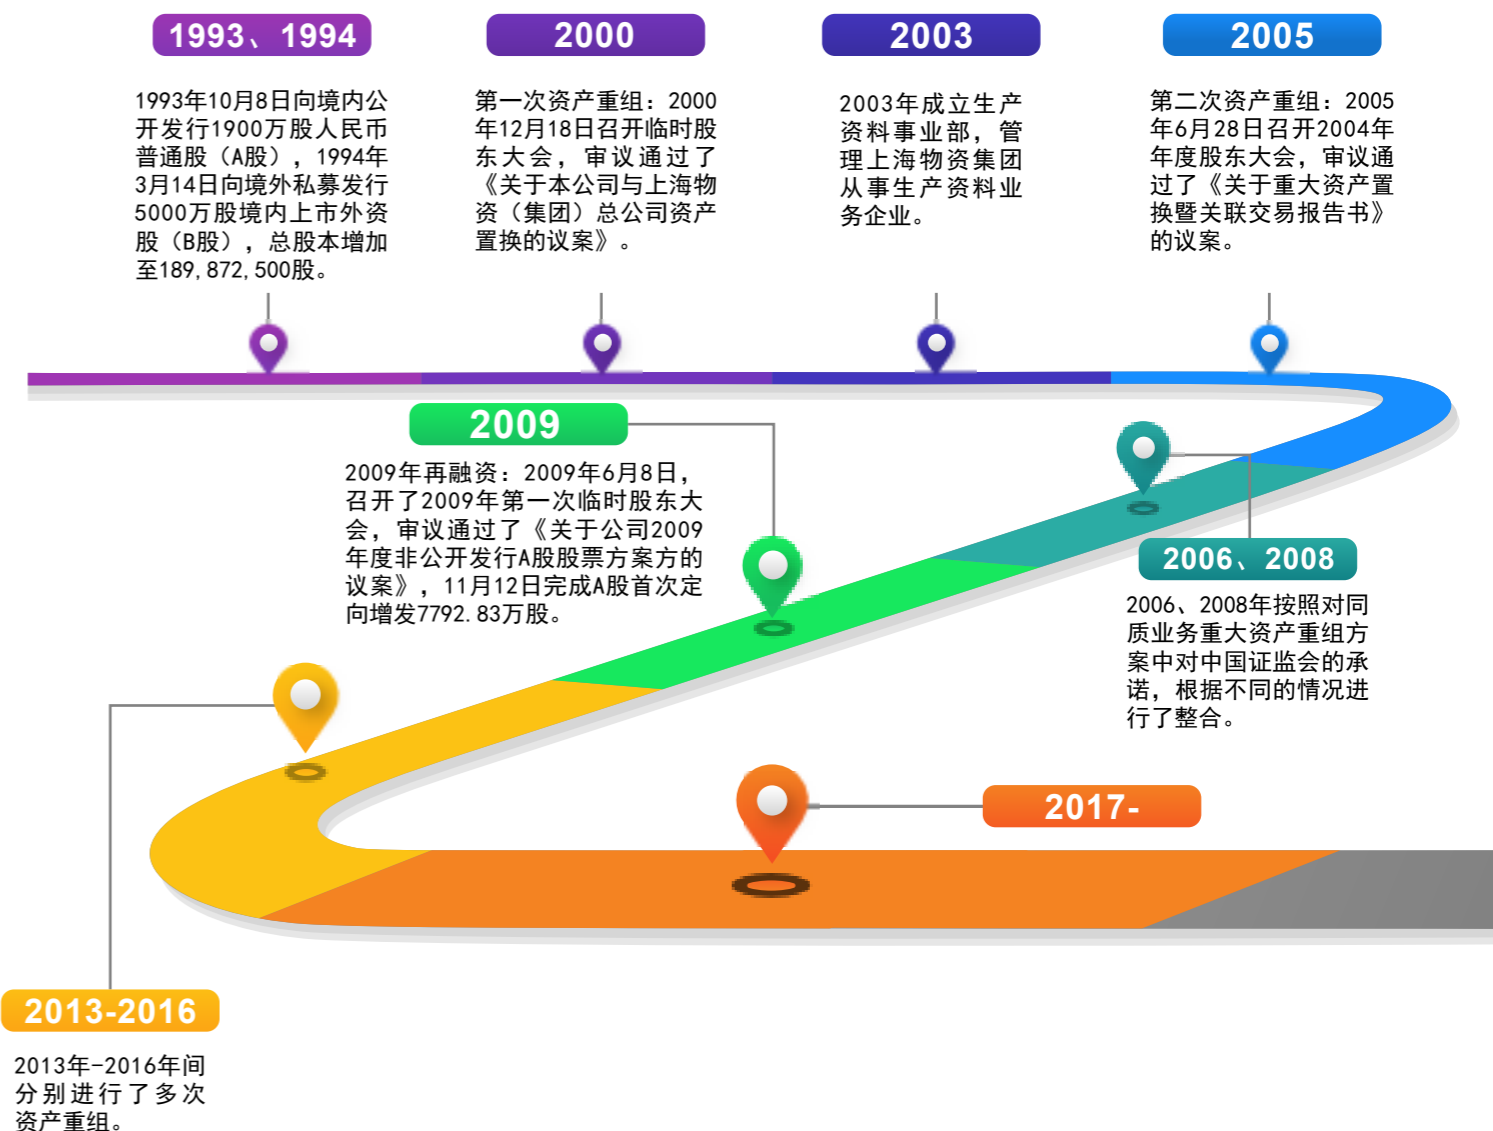 1993、1994
1993年10月8日向境内公
开发行1900万股人民币
普通股（A股），1994年
3月14日向境外私募发行
5000万股境内上市外资
股（B股），总股本增加
至189,872,500股。
2000
第一次资产重组：2000
年12月18日召开临时股
东大会，审议通过了
《关于本公司与上海物
资（集团）总公司资产
置换的议案》。
2003
2003年成立生产
资料事业部，管
理上海物资集团
从事生产资料业
务企业。
2005
第二次资产重组：2005
年6月28日召开2004年
年度股东大会，审议通
过了《关于重大资产置
换暨关联交易报告书》
的议案。
2006、2008
2006、2008年按照对同
质业务重大资产重组方
案中对中国证监会的承
诺，根据不同的情况进
行了整合。
2009
2009年再融资：2009年6月8日，
召开了2009年第一次临时股东大
会，审议通过了《关于公司2009
年度非公开发行A股股票方案方的
议案》，11月12日完成A股首次定
向增发7792.83万股。
2013-2016
2013年-2016年间
分别进行了多次
资产重组。
2017-